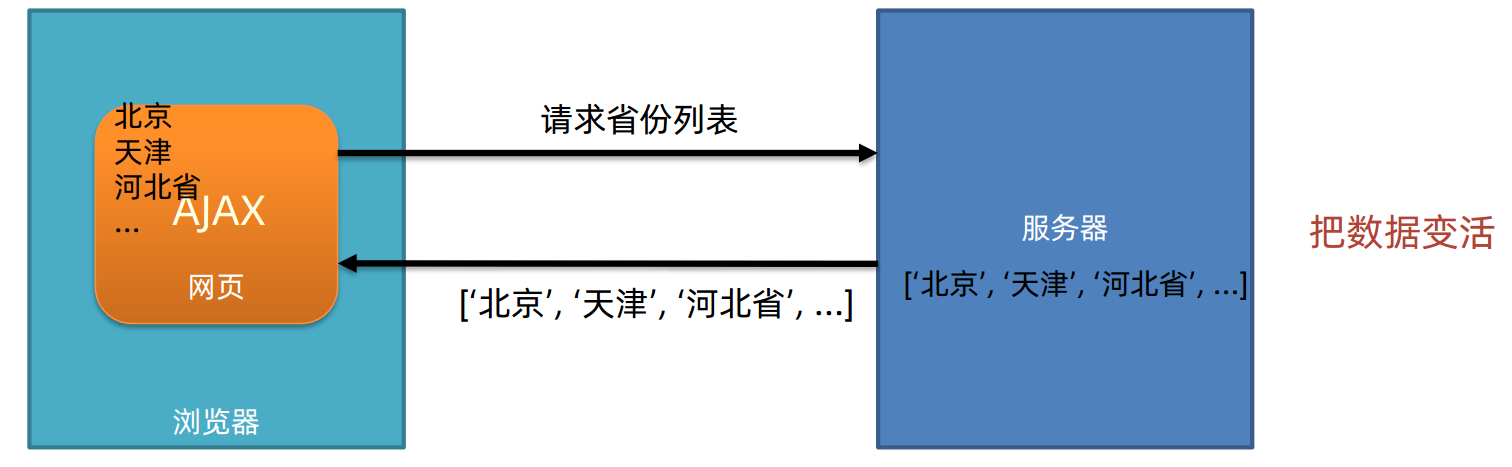 北京
天津
河北省
...
AJAX
网页
浏览器
请求省份列表
[‘北京’, ‘天津’, ‘河北省’, ...]
服务器
[‘北京’, ‘天津’, ‘河北省’, ...]
把数据变活